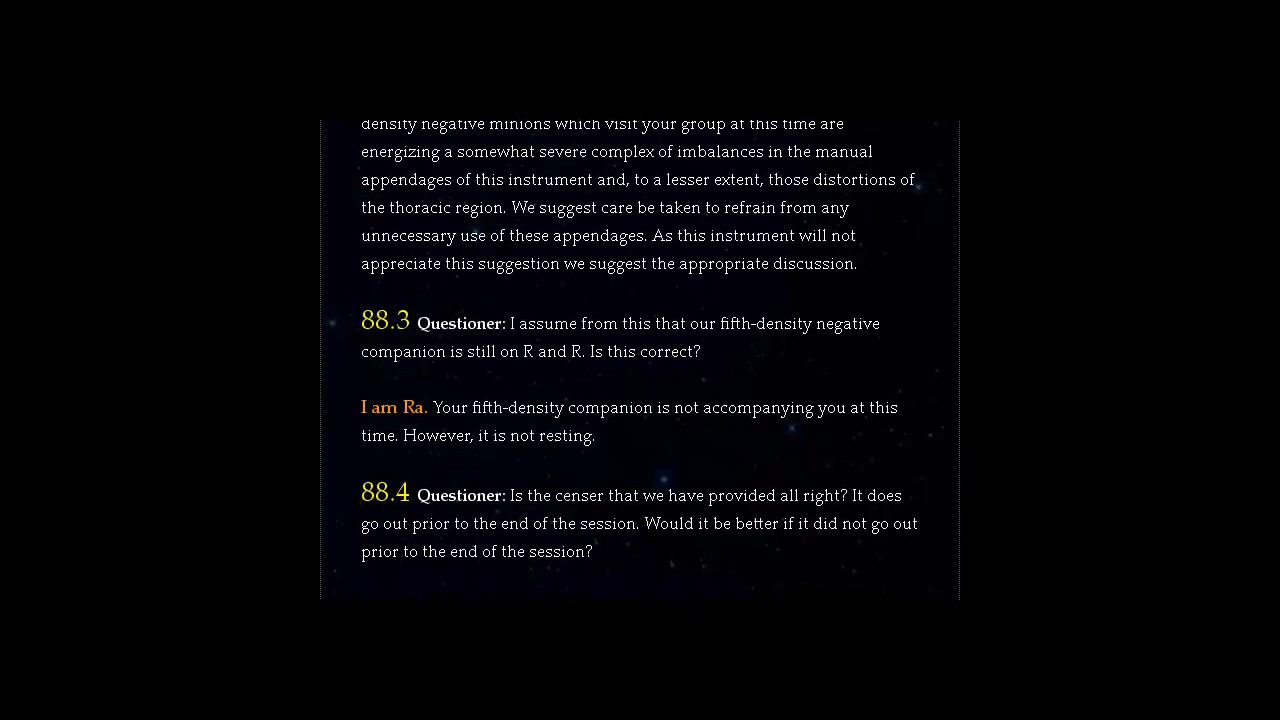 density negative minions which visit your group at this time are
energizing a somewhat severe complex of imbalances in the manual
appendages of this instrument and, to a lesser extent, those distortions of
the thoracic region. We suggest care be taken to refrain from any
unnecessary use of these appendages. As this instrument will not
appreciate this suggestion we suggest the appropriate discussion.
88.3 Questioner: I assume from this that our fifth-density negative
companion is still on R and R. Is this correct?
I am Ra. Your fifth-density companion is not accompanying you at this
time. However, it is not resting.
88.4 Questioner: Is the censer that we have provided all right? It does
go out prior to the end of the session. Would it be better if it did not go out
prior to the end of the session?